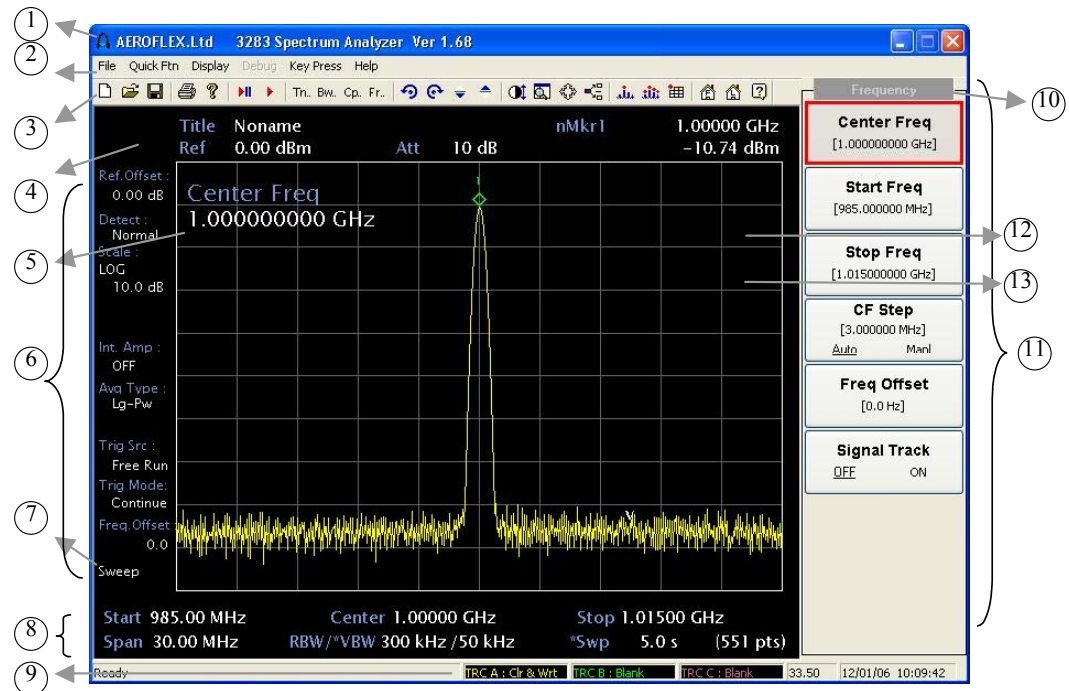 1
AEROFLEX.Ltd 3283 Spectrum Analyzer Ver 1.68
2
File Quick Ftn Display Debug Key Press Help
3
Tn.. Bw.. Cp.. Fr..
Frequency
10
Title Noname nMkr1 1.00000 GHz
Ref 0.00 dBm Att 10 dB -10.74 dBm
4
Center Freq
[1.000000000 GHz]
Ref.Offset :
0.00 dB
Center Freq
1.000000000 GHz
1
Start Freq
[985.000000 MHz]
Detect :
Normal
12
5
Scale :
LOG
10.0 dB
Stop Freq
[1.015000000 GHz]
13
CF Step
[3.000000 MHz]
Auto Manl
11
6
Int. Amp :
OFF
Avg Type :
Lg-Pw
Freq Offset
[0.0 Hz]
Trig Src :
Free Run
Trig Mode:
Continue
Signal Track
OFF ON
7
Freq.Offset
0.0
Sweep
8
Start 985.00 MHz Center 1.00000 GHz Stop 1.01500 GHz
Span 30.00 MHz RBW/*VBW 300 kHz /50 kHz *Swp 5.0 s (551 pts)
9
Ready TRC A : Clr & Wrt TRC B : Blank TRC C : Blank 33.50 12/01/06 10:09:42